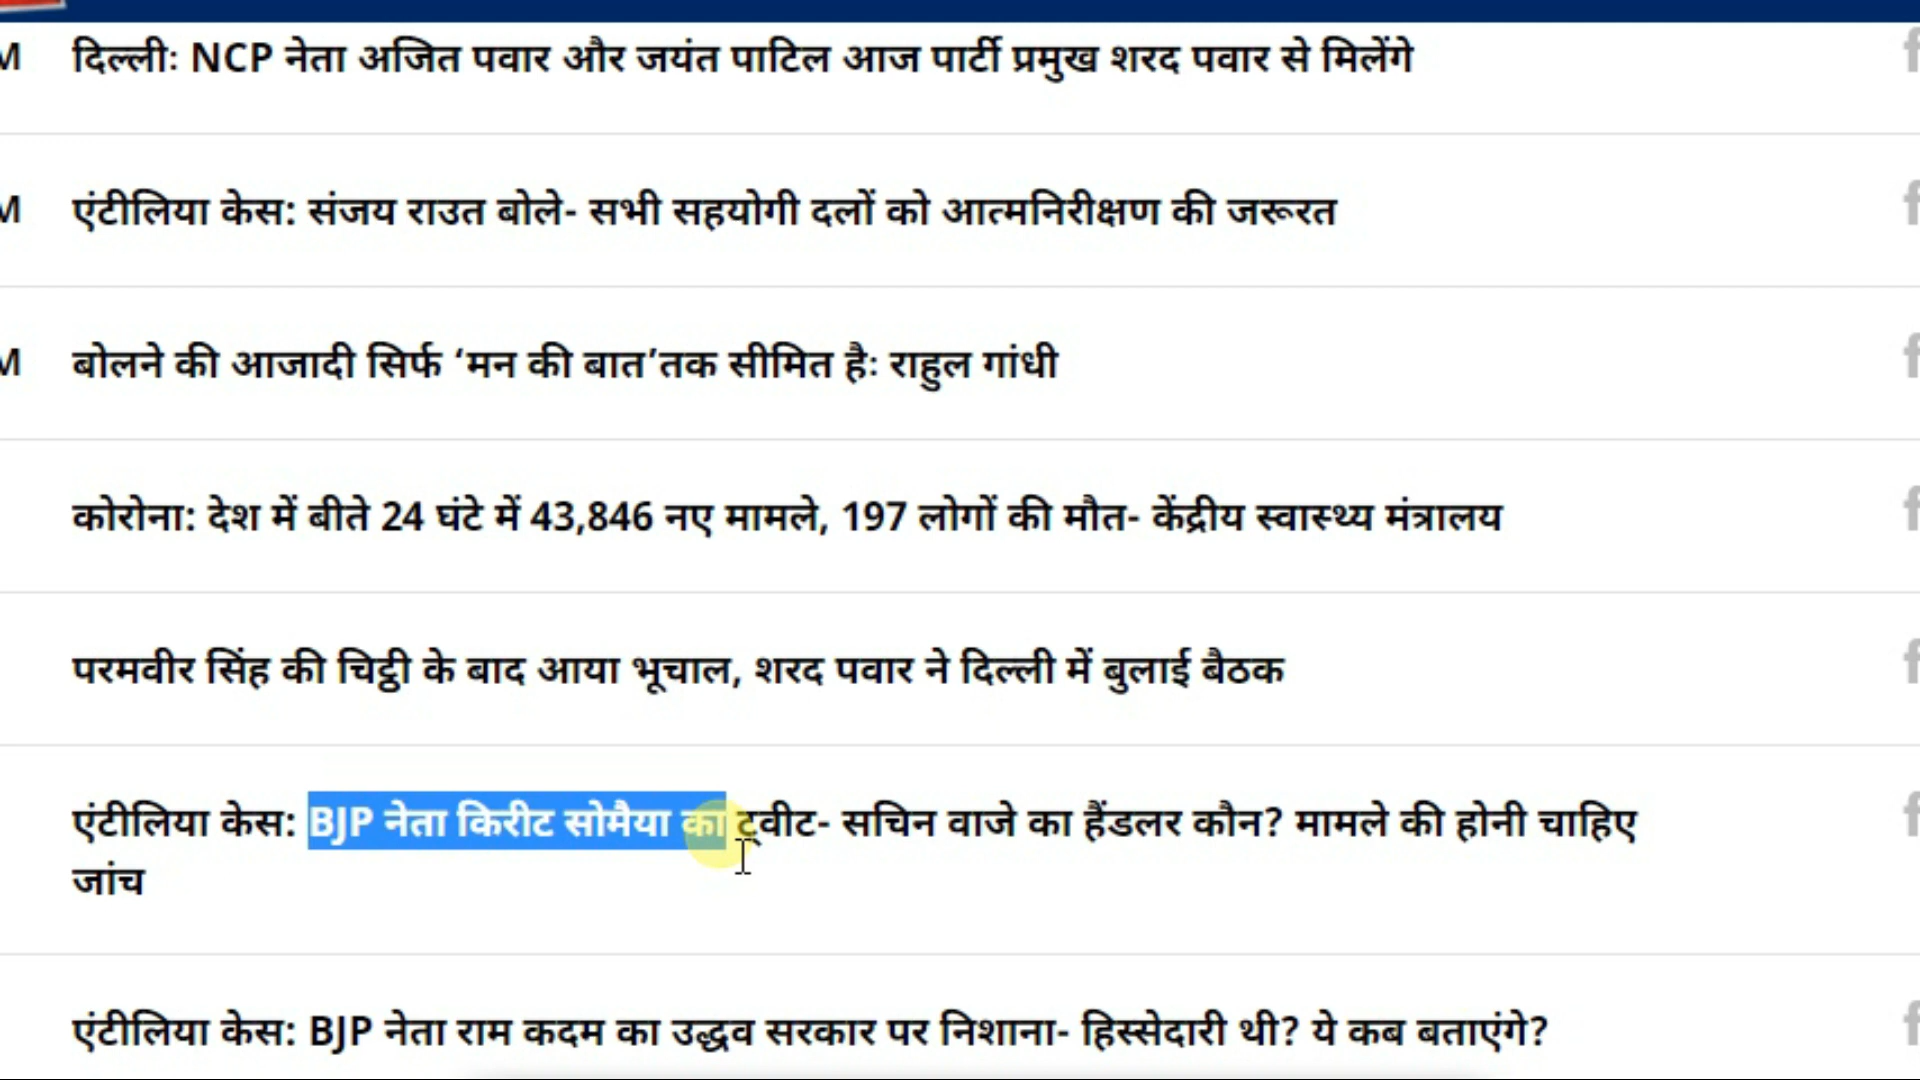 M दिल्लीः NCP नेता अजित पवार और जयंत पाटिल आज पार्टी प्रमुख शरद पवार से मिलेंगे f
M एंटीलिया केस: संजय राउत बोले- सभी सहयोगी दलों को आत्मनिरीक्षण की जरूरत f
M बोलने की आजादी सिर्फ ‘मन की बात’तक सीमित हैः राहुल गांधी f
कोरोना: देश में बीते 24 घंटे में 43,846 नए मामले, 197 लोगों की मौत- केंद्रीय स्वास्थ्य मंत्रालय f
परमवीर सिंह की चिट्ठी के बाद आया भूचाल, शरद पवार ने दिल्ली में बुलाई बैठक f
एंटीलिया केस: BJP नेता किरीट सोमैया का ट्वीट- सचिन वाजे का हैंडलर कौन? मामले की होनी चाहिए f
जांच
एंटीलिया केस: BJP नेता राम कदम का उद्धव सरकार पर निशाना- हिस्सेदारी थी? ये कब बताएंगे? f